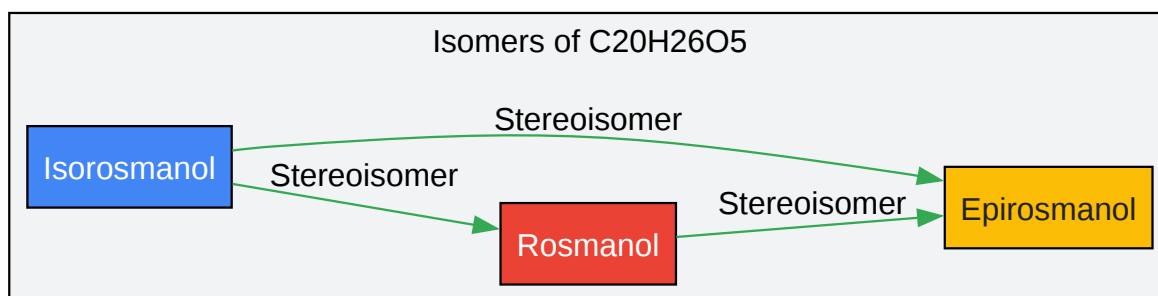 Isomers of C20H26O5
Stereoisomer
Isorosmanol
Stereoisomer
Stereoisomer
Epirosmanol
Rosmanol